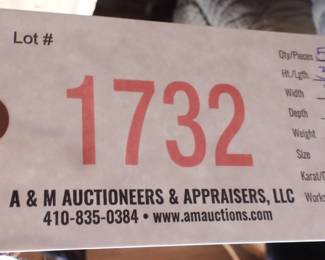 Lot #
1732
Qty/Pieces 5
Ht./Lgth
Width
Depth
Weight
Size
Karat/
A & M AUCTIONEERS & APPRAISERS, LLC
410-835-0384 • www.amauctions.com